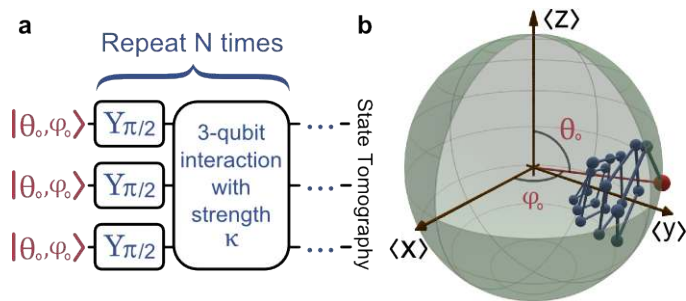 a
Repeat N times
|θ₀,φ₀⟩ Yπ/2
|θ₀,φ₀⟩ Yπ/2
|θ₀,φ₀⟩ Yπ/2
3-qubit
interaction
with
strength
κ
...
...
...
State Tomography
b
⟨Z⟩
θ₀
φ₀
⟨X⟩
⟨y⟩